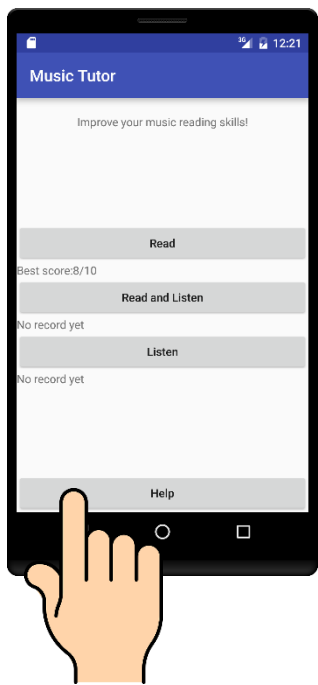 3G 12:21
Music Tutor
Improve your music reading skills!
Read
Best score:8/10
Read and Listen
No record yet
Listen
No record yet
Help